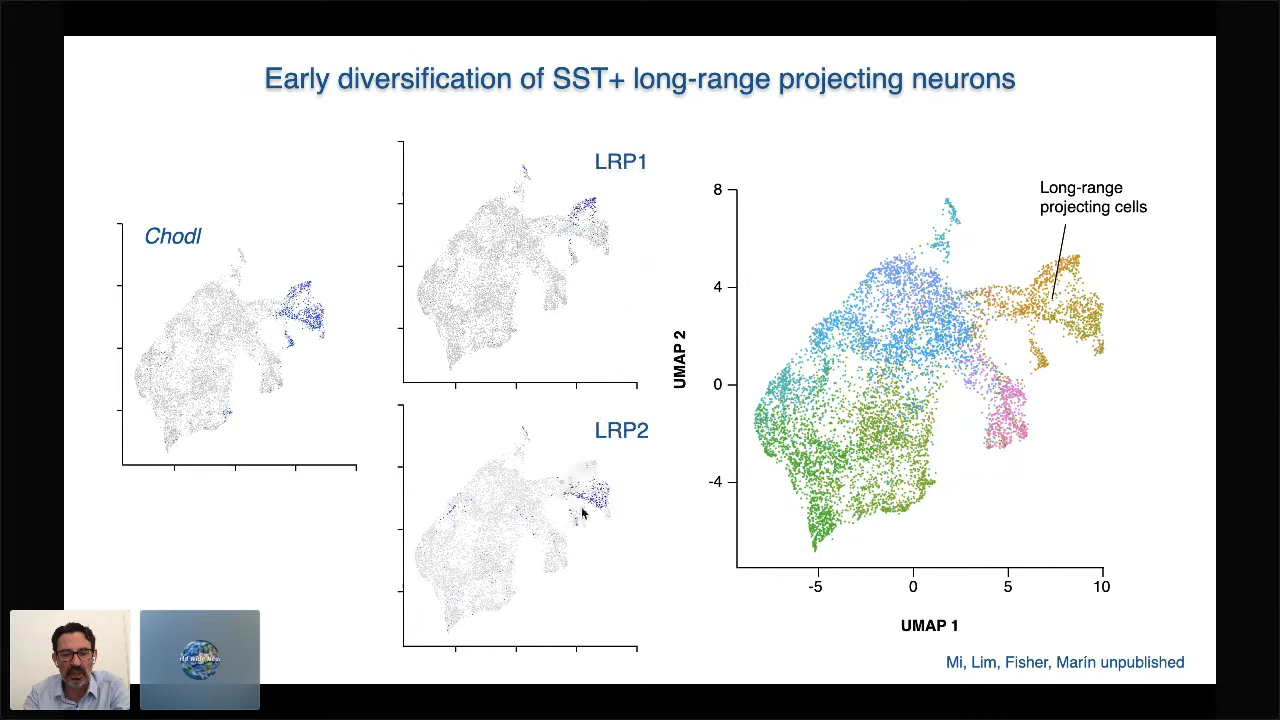 Early diversification of SST+ long-range projecting neurons
Chodl
LRP1
LRP2
Long-range
projecting cells
8
4
0
-4
UMAP 2
-5 0 5 10
UMAP 1
Mi, Lim, Fisher, Marín unpublished